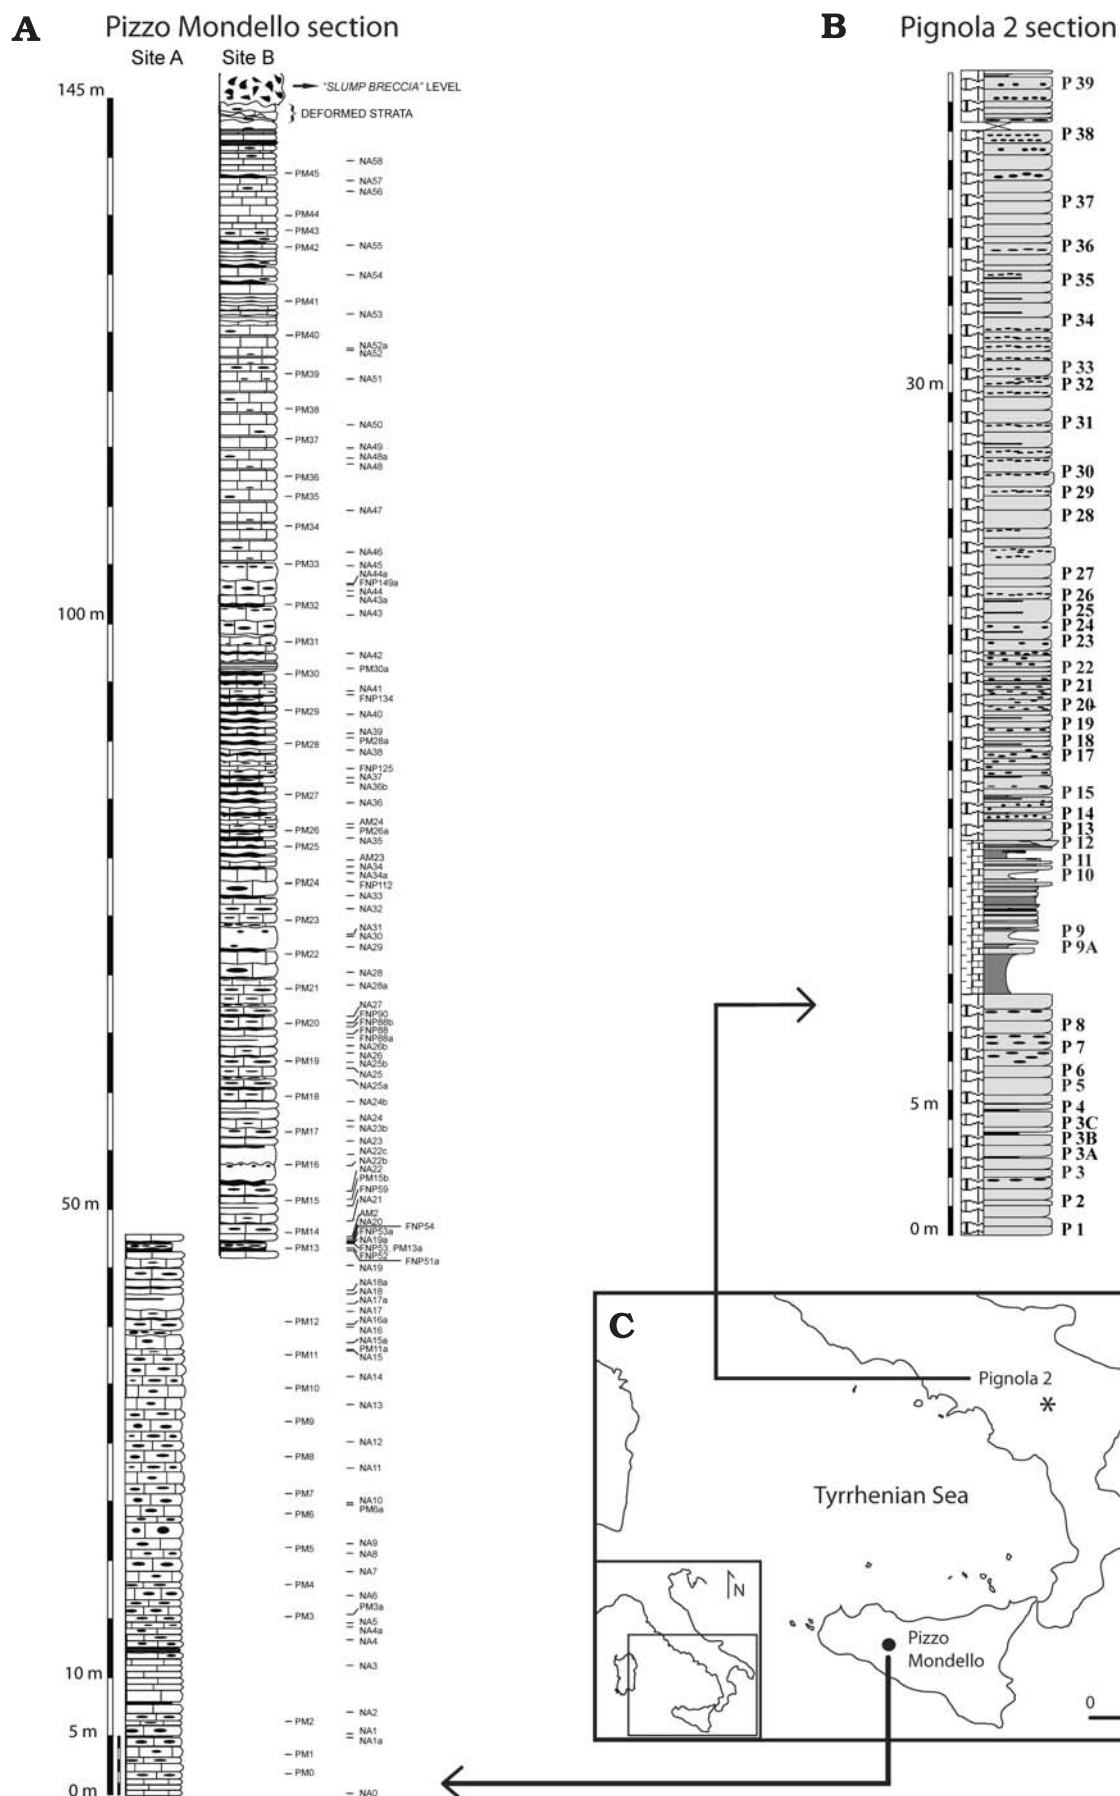 A
Pizzo Mondello section
Site A
Site B
145 m
"SLUMP BRECCIA" LEVEL
DEFORMED STRATA
100 m
50 m
10 m
5 m
0 m
PM45
PM44
PM43
PM42
PM41
PM40
PM39
PM38
PM37
PM36
PM35
PM34
PM33
PM32
PM31
PM30
PM29
PM28
PM27
PM26
PM25
PM24
PM23
PM22
PM21
PM20
PM19
PM18
PM17
PM16
PM15
PM14
PM13
PM12
PM11
PM10
PM9
PM8
PM7
PM6
PM5
PM4
PM3
PM2
PM1
PM0
NA58
NA57
NA56
NA55
NA54
NA53
NA52a
NA52
NA51
NA50
NA49
NA48a
NA48
NA47
NA46
NA45
NA44a
FNP149a
NA44
NA43a
NA43
NA42
PM30a
NA41
FNP134
NA40
NA39
PM28a
NA38
FNP125
NA37
NA36b
NA36
AM24
PM26a
NA35
AM23
NA34
NA34a
FNP112
NA33
NA32
NA31
NA30
NA29
NA28
NA28a
NA27
FNP90
FNP88b
FNP88
FNP88a
NA26b
NA26
NA25b
NA25
NA25a
NA24b
NA24
NA23b
NA23
NA22c
NA22b
NA22
PM15b
FNP59
NA21
AM2
NA20
FNP54
FNP53a
NA19a
FNP53, PM13a
FNP52
FNP51a
NA19
NA18a
NA18
NA17a
NA17
NA16a
NA16
NA15a
PM11a
NA15
NA14
NA13
NA12
NA11
NA10
PM6a
NA9
NA8
NA7
NA6
PM3a
NA5
NA4a
NA4
NA3
NA2
NA1
NA1a
NA0
B
Pignola 2 section
30 m
5 m
0 m
P 39
P 38
P 37
P 36
P 35
P 34
P 33
P 32
P 31
P 30
P 29
P 28
P 27
P 26
P 25
P 24
P 23
P 22
P 21
P 20
P 19
P 18
P 17
P 15
P 14
P 13
P 12
P 11
P 10
P 9
P 9A
P 8
P 7
P 6
P 5
P 4
P 3C
P 3B
P 3A
P 3
P 2
P 1
C
Pignola 2
*
Tyrrhenian Sea
N
Pizzo
Mondello
0